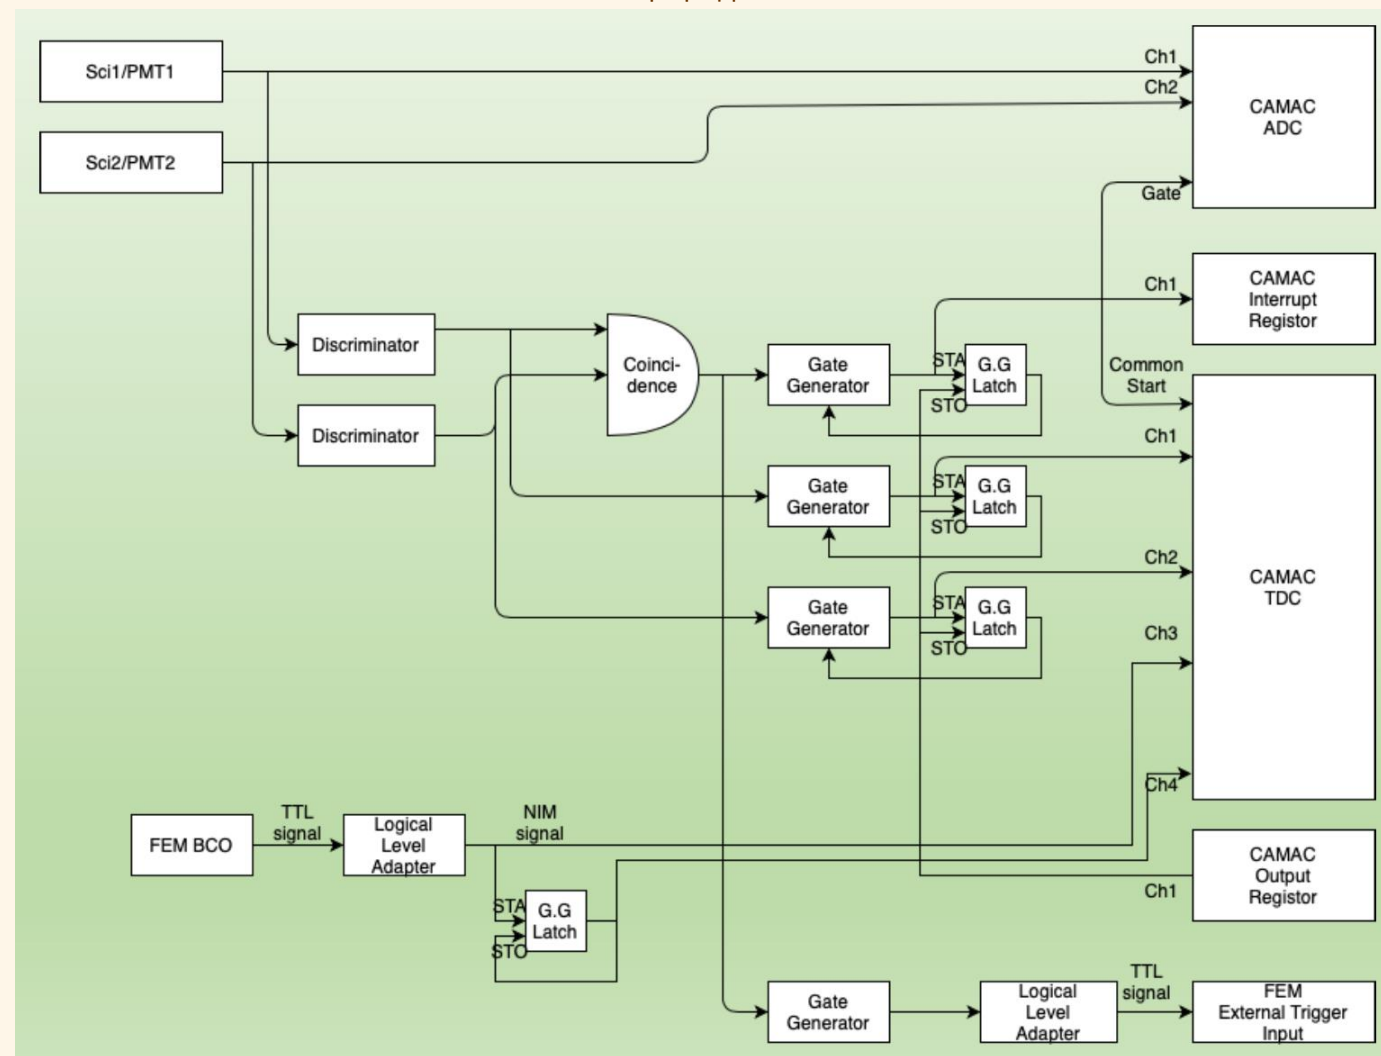 Sci1/PMT1
Ch1
Ch2
CAMAC
ADC
Sci2/PMT2
Gate
CAMAC
Interrupt
Registor
Ch1
Discriminator
Coinci-
dence
Gate
Generator
STA
STO
G.G
Latch
Common
Start
Discriminator
Ch1
Gate
Generator
STA
STO
G.G
Latch
Ch2
CAMAC
TDC
Gate
Generator
STA
STO
G.G
Latch
Ch3
Ch4
FEM BCO
TTL
signal
Logical
Level
Adapter
NIM
signal
CAMAC
Output
Registor
Ch1
STA
STO
G.G
Latch
Gate
Generator
Logical
Level
Adapter
TTL
signal
FEM
External Trigger
Input